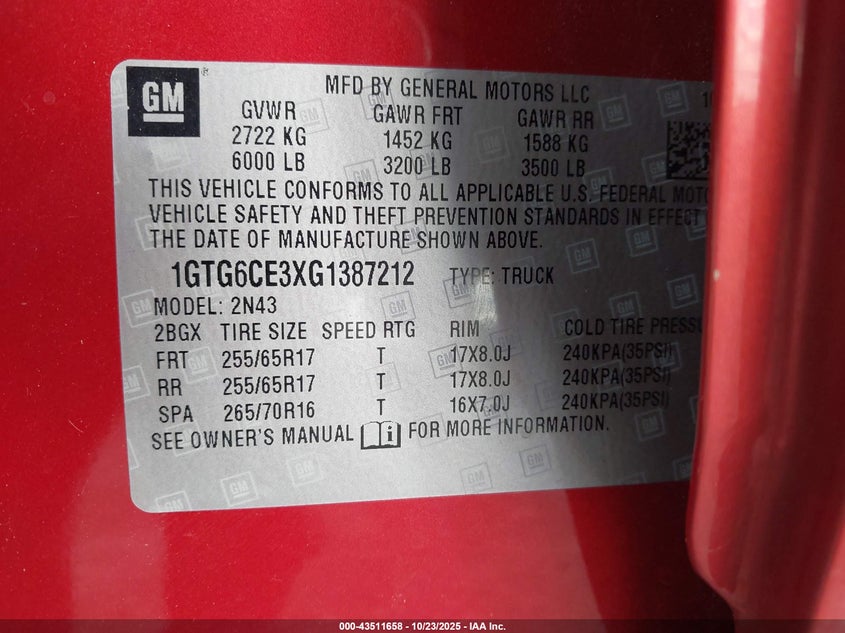 GM
MFD BY GENERAL MOTORS LLC
GVWR GAWR FRT GAWR RR
2722 KG 1452 KG 1588 KG
6000 LB 3200 LB 3500 LB
THIS VEHICLE CONFORMS TO ALL APPLICABLE U.S. FEDERAL
VEHICLE SAFETY AND THEFT PREVENTION STANDARDS IN EFFECT
THE DATE OF MANUFACTURE SHOWN ABOVE.
1GTG6CE3XG1387212 TYPE: TRUCK
MODEL: 2N43
2BGX TIRE SIZE SPEED RTG RIM COLD TIRE
FRT 255/65R17 T 17X8.0J 240KPA(35PSI)
RR 255/65R17 T 17X8.0J 240KPA(35PSI)
SPA 265/70R16 T 16X7.0J 240KPA(35PSI)
SEE OWNER'S MANUAL FOR MORE INFORMATION.
000-43511658 - 10/23/2025 - IAA Inc.